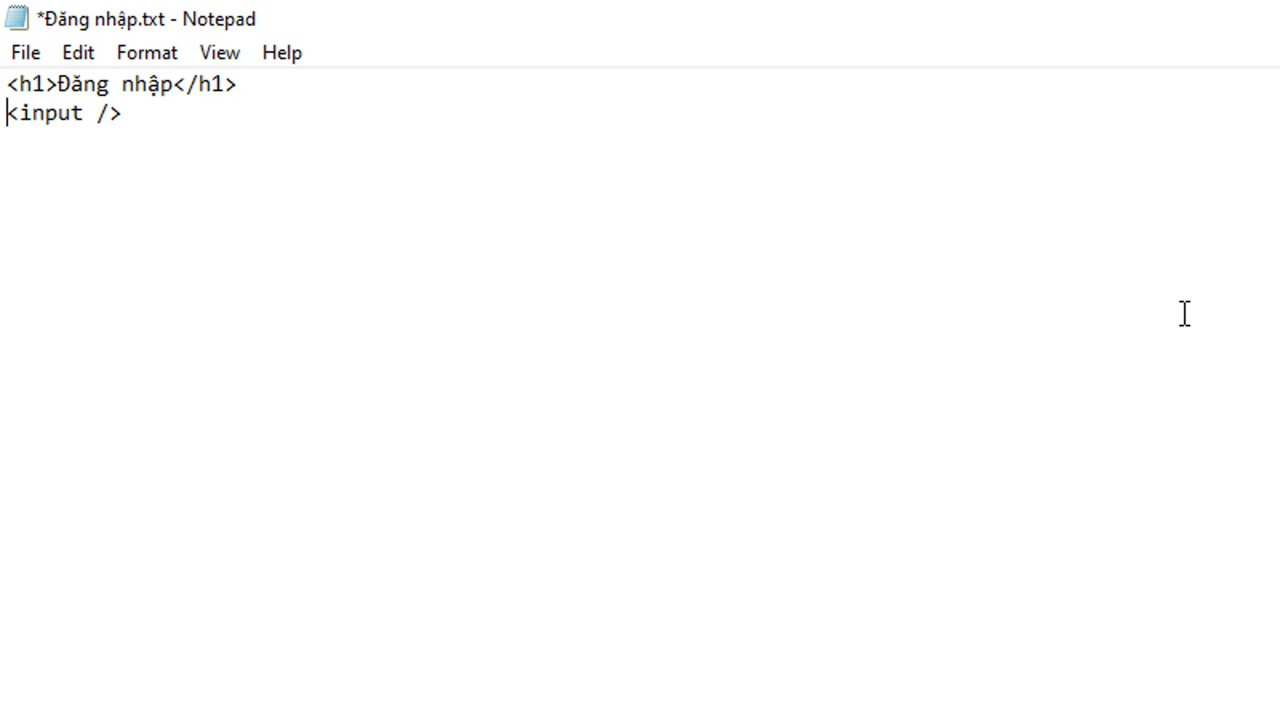 *Đăng nhập.txt - Notepad
File Edit Format View Help
<h1>Đăng nhập</h1>
<input />